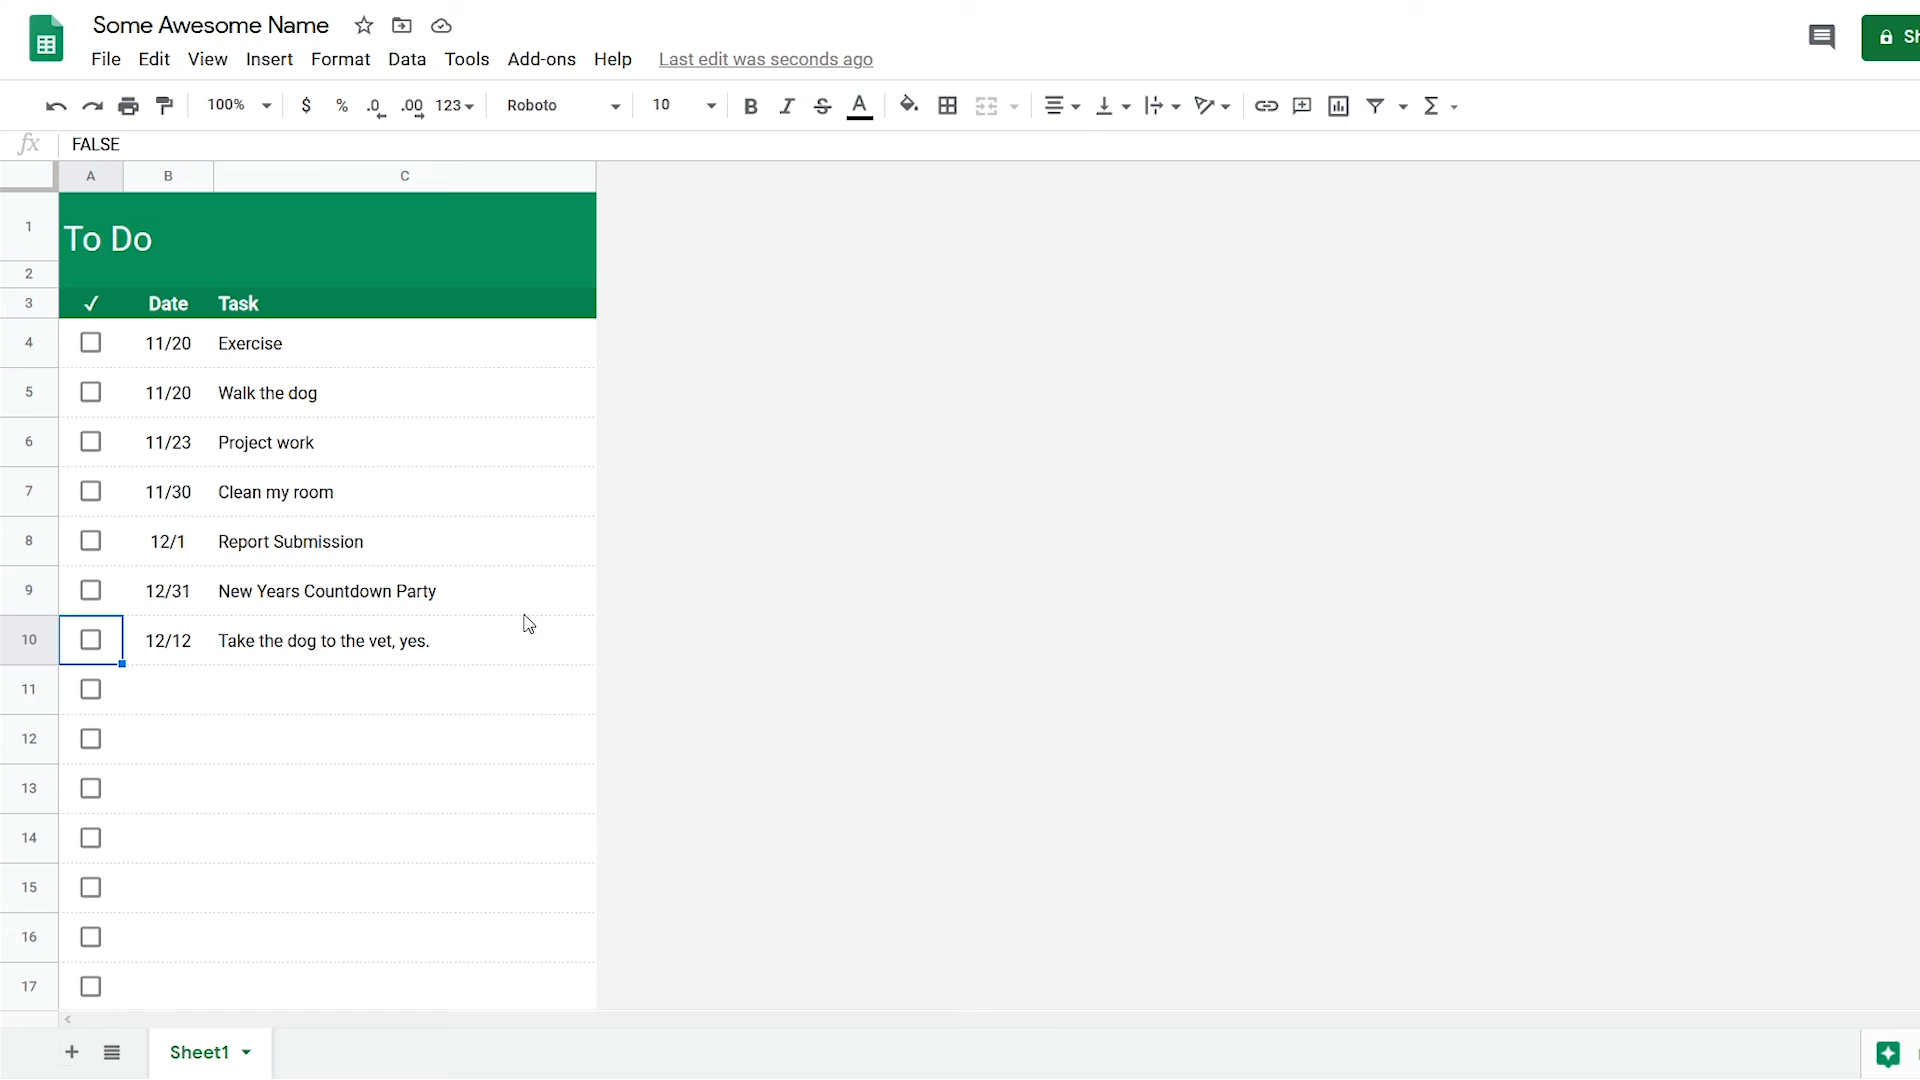 Some Awesome Name
File Edit View Insert Format Data Tools Add-ons Help Last edit was seconds ago
100% $ % .0 .00 123 Roboto 10 B I S A Σ
fx FALSE
A B C
1 To Do
2
3 ✓ Date Task
4 11/20 Exercise
5 11/20 Walk the dog
6 11/23 Project work
7 11/30 Clean my room
8 12/1 Report Submission
9 12/31 New Years Countdown Party
10 12/12 Take the dog to the vet, yes.
11
12
13
14
15
16
17
Sheet1